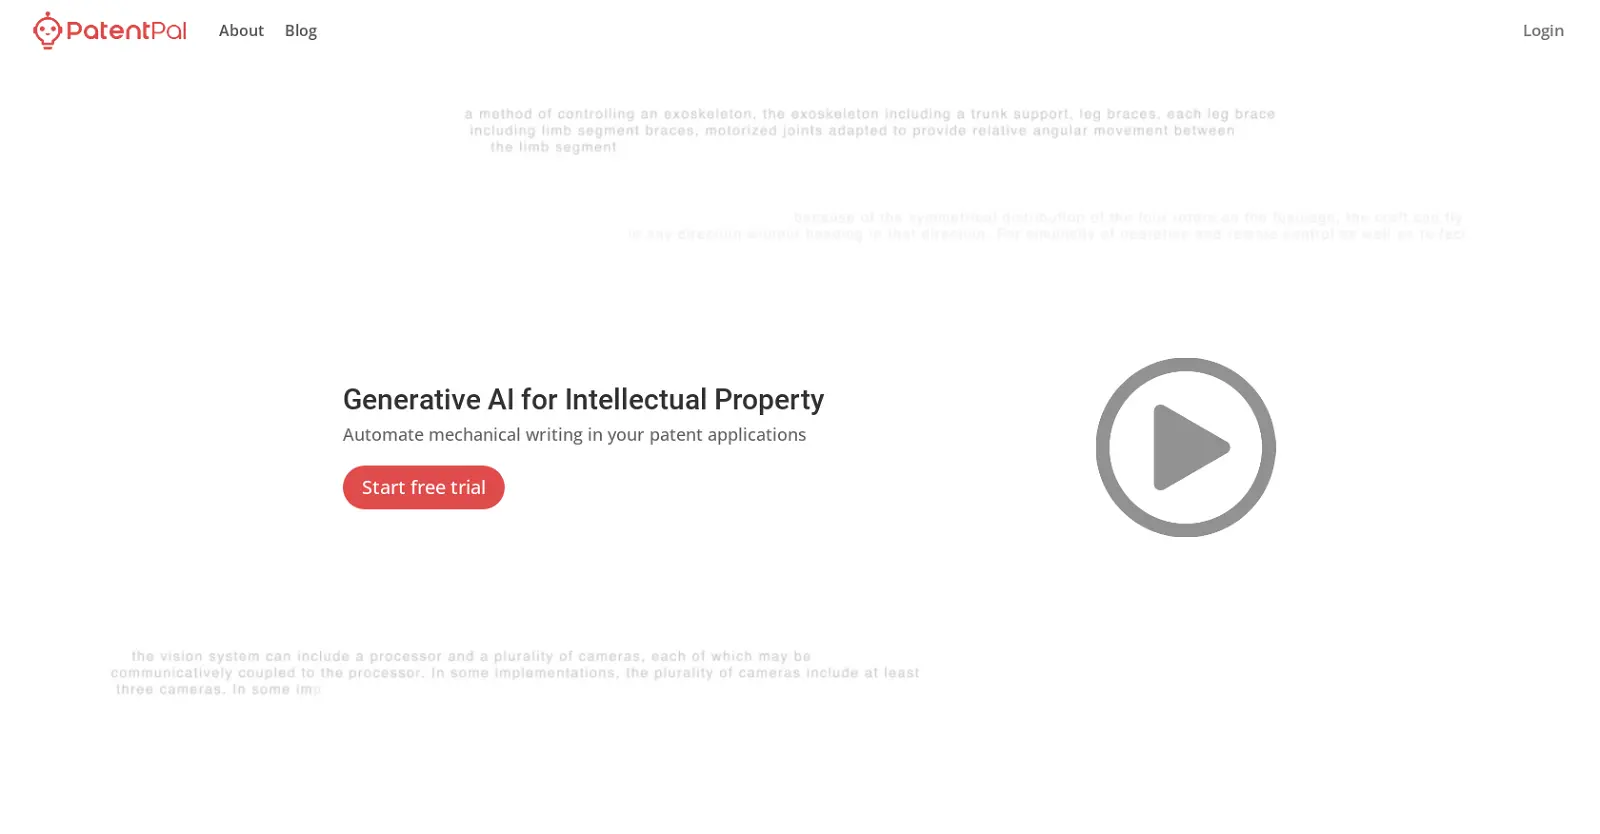 PatentPal
About
Blog
Login
a method of controlling an exoskeleton, the exoskeleton including a trunk support, leg braces, each leg brace
including limb segment braces, motorized joints adapted to provide relative angular movement between
the limb segment
because of the symmetrical distribution of the four rotors on the fuselage, the craft can fly
in any direction without heading in that direction. For simplicity of operation and remote control as well as to
Generative AI for Intellectual Property
Automate mechanical writing in your patent applications
Start free trial
the vision system can include a processor and a plurality of cameras, each of which may be
communicatively coupled to the processor. In some implementations, the plurality of cameras include at least
three cameras. In some imp